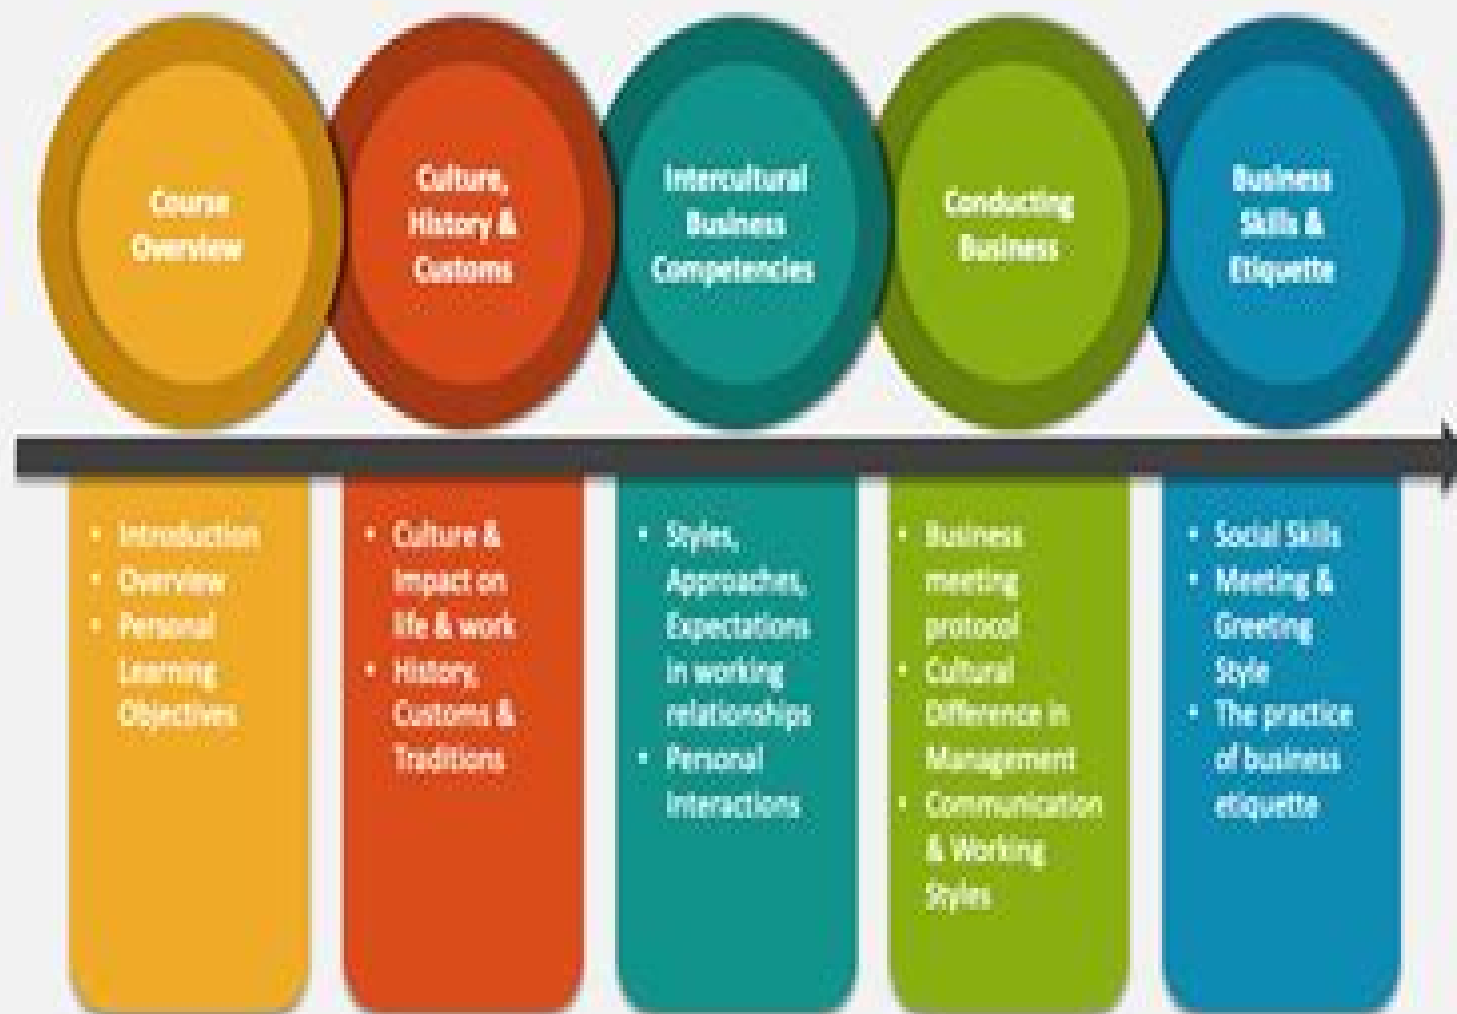 Course
Overview
Culture,
History &
Customs
Intercultural
Business
Competencies
Conducting
Business
Business
Skills &
Etiquette
• Introduction
• Overview
• Personal
Learning
Objectives
• Culture &
Impact on
life & work
• History,
Customs &
Traditions
• Styles,
Approaches,
Expectations
in working
relationships
• Personal
Interactions
• Business
meeting
protocol
• Cultural
Difference in
Management
• Communication
& Working
Styles
• Social Skills
• Meeting &
Greeting
Style
• The practice
of business
etiquette